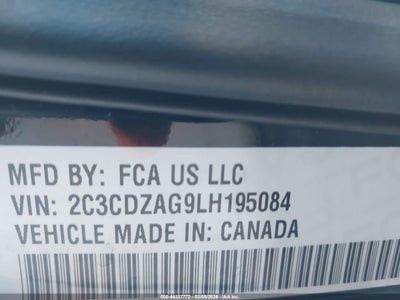 MFD BY: FCA US LLC
VIN: 2C3CDZAG9LH195084
VEHICLE MADE IN: CANADA